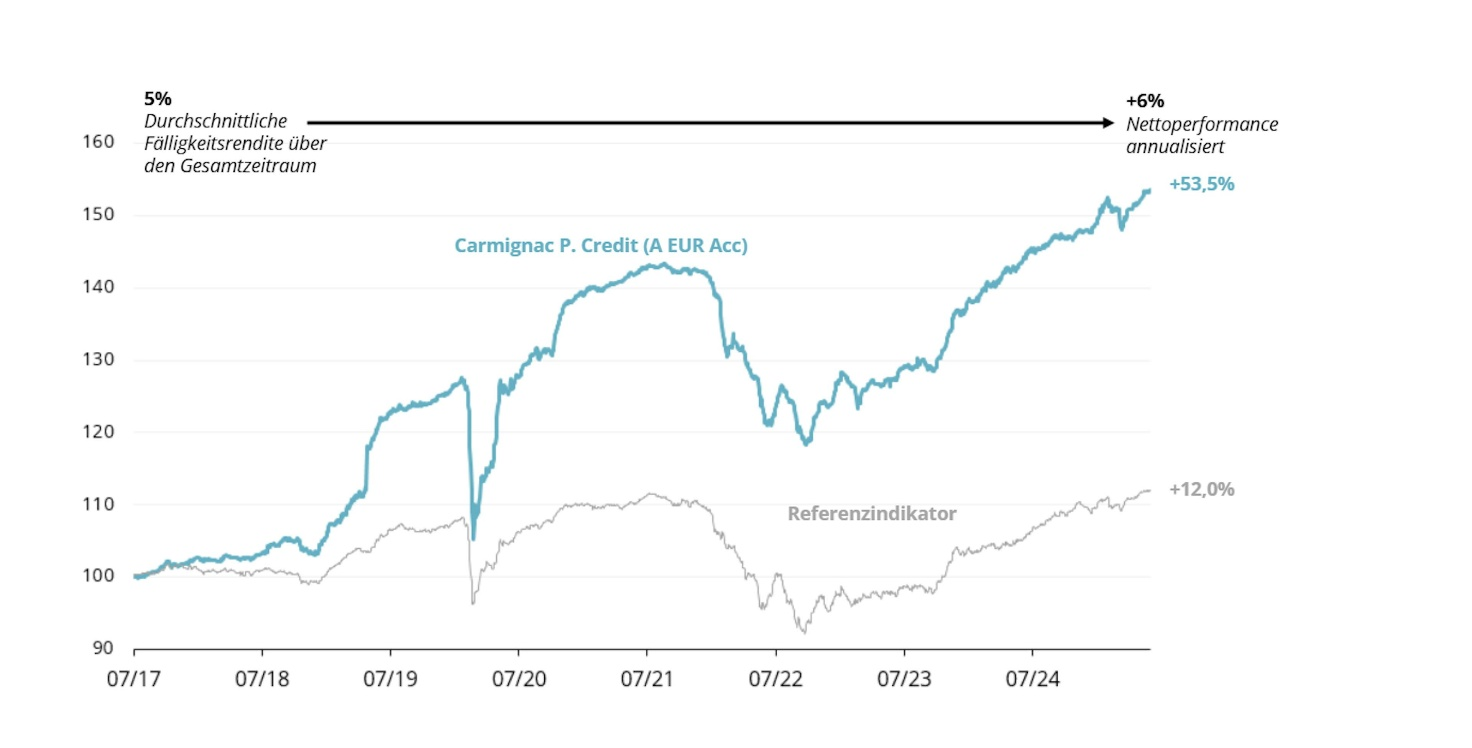 5%
Durchschnittliche
Fälligkeitsrendite über
den Gesamtzeitraum
+6%
Nettoperformance
annualisiert
+53,5%
Carmignac P. Credit (A EUR Acc)
+12,0%
Referenzindikator
160
150
140
130
120
110
100
90
07/17 07/18 07/19 07/20 07/21 07/22 07/23 07/24